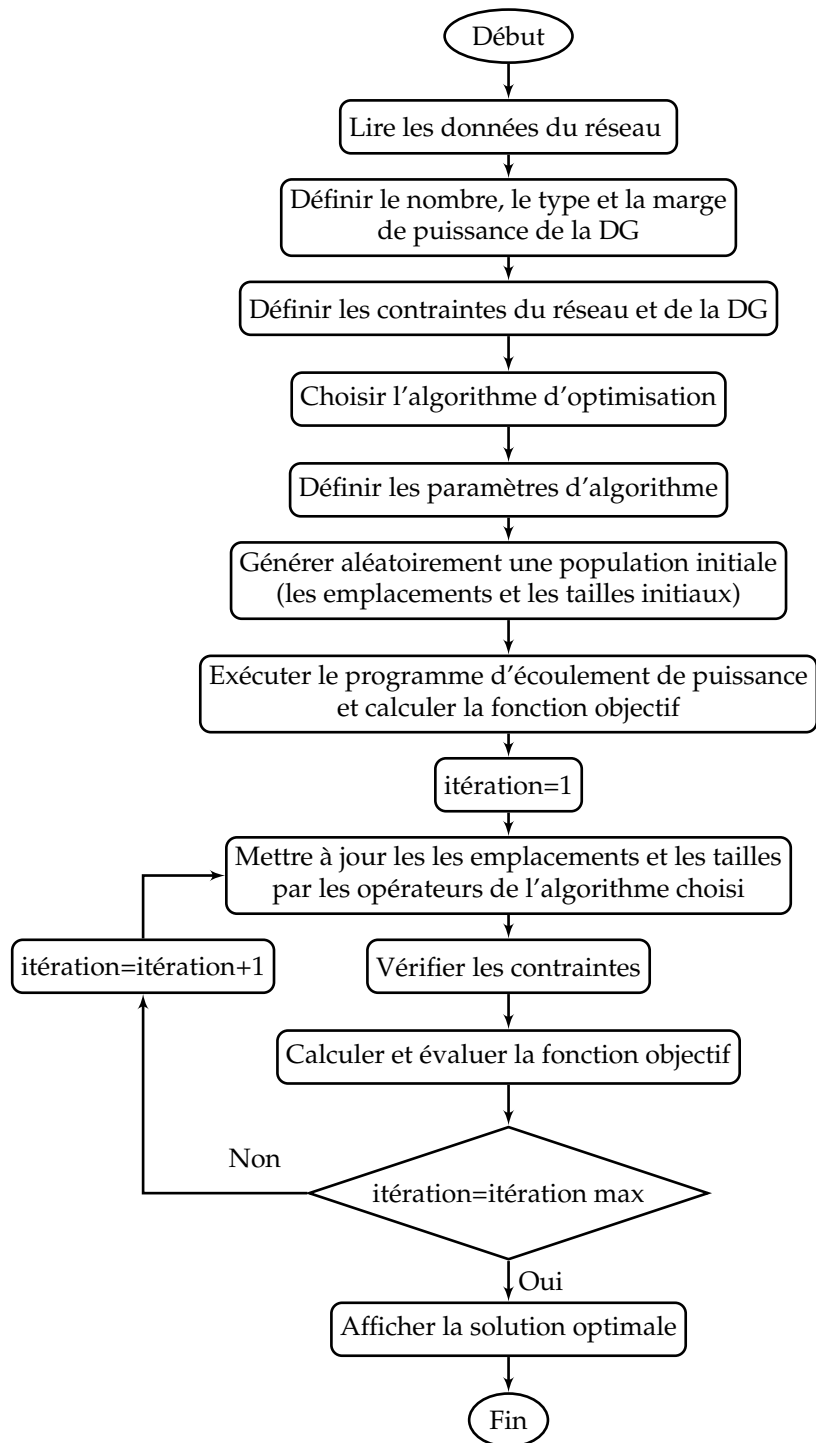 Début
Lire les données du réseau
Définir le nombre, le type et la marge
de puissance de la DG
Définir les contraintes du réseau et de la DG
Choisir l'algorithme d'optimisation
Définir les paramètres d'algorithme
Générer aléatoirement une population initiale
(les emplacements et les tailles initiaux)
Exécuter le programme d'écoulement de puissance
et calculer la fonction objectif
itération=1
Mettre à jour les les emplacements et les tailles
par les opérateurs de l'algorithme choisi
itération=itération+1
Vérifier les contraintes
Calculer et évaluer la fonction objectif
Non
itération=itération max
Oui
Afficher la solution optimale
Fin